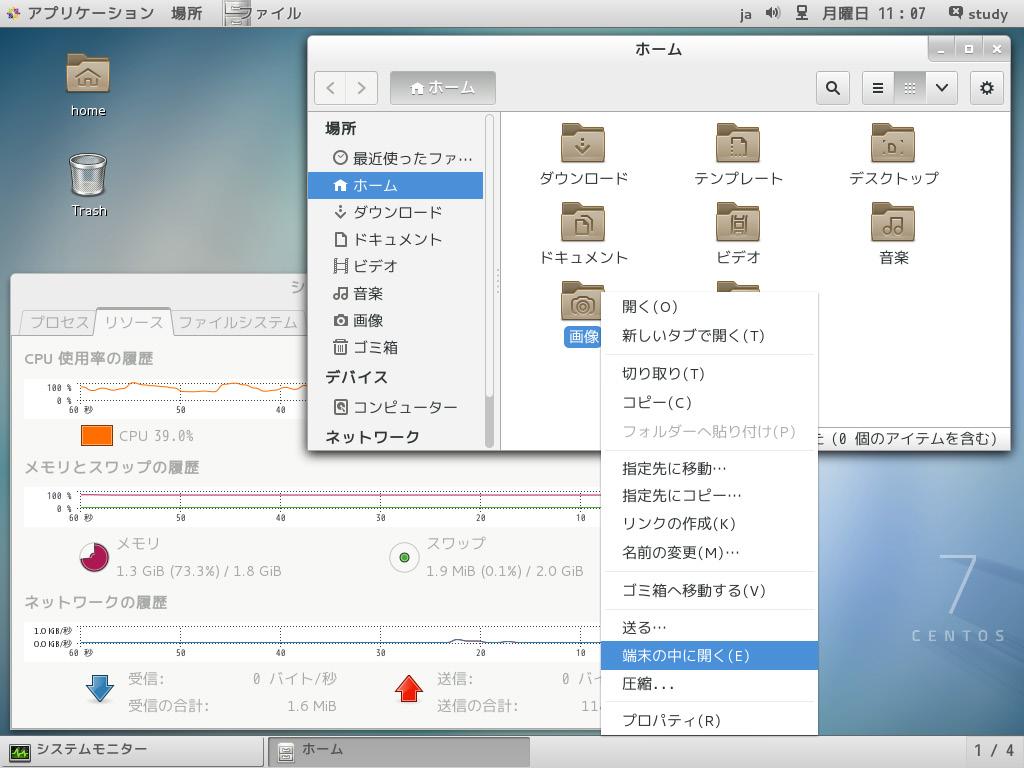 アプリケーション 場所 ファイル ja 月曜日 11:07 study
home
Trash
ホーム
ホーム
場所
最近使ったファ…
ホーム
ダウンロード
ドキュメント
ビデオ
音楽
画像
ゴミ箱
デバイス
コンピューター
ネットワーク
ダウンロード テンプレート デスクトップ
ドキュメント ビデオ 音楽
画像
(0 個のアイテムを含む)
開く(O)
新しいタブで開く(T)
切り取り(T)
コピー(C)
フォルダーへ貼り付け(P)
指定先に移動…
指定先にコピー…
リンクの作成(K)
名前の変更(M)…
ゴミ箱へ移動する(V)
送る…
端末の中に開く(E)
圧縮...
プロパティ(R)
プロセス リソース ファイルシステム
CPU 使用率の履歴
100 %
0 %
60 秒 50 40
CPU 39.0%
メモリとスワップの履歴
100 %
0 %
60 秒 50 40 30 20 10
メモリ
1.3 GiB (73.3%) / 1.8 GiB
スワップ
1.9 MiB (0.1%) / 2.0 GiB
ネットワークの履歴
1.0 KiB/秒
0.0 KiB/秒
60 秒 50 40 30 20 10
受信: 0 バイト/秒
受信の合計: 1.6 MiB
送信: 0
送信の合計:
7
CENTOS
システムモニター ホーム 1 / 4